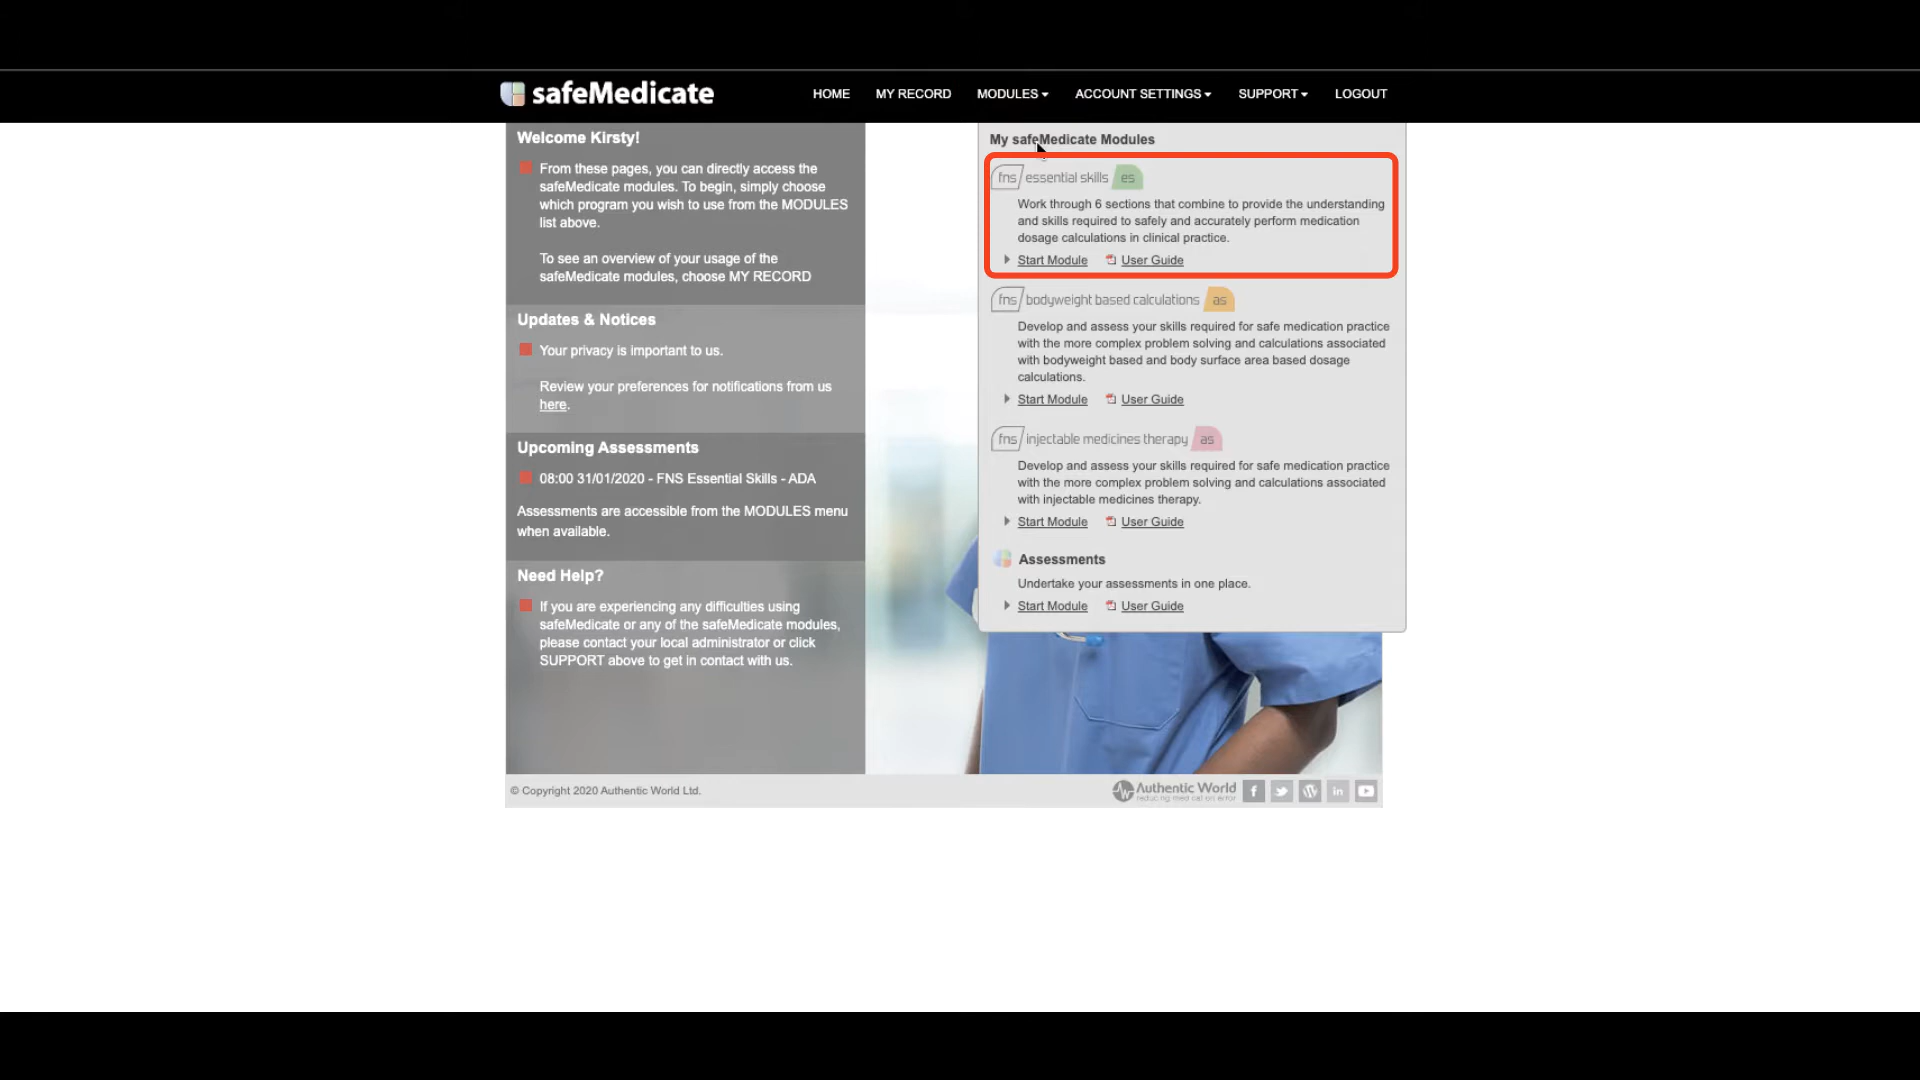 safeMedicate
HOME
MY RECORD
MODULES
ACCOUNT SETTINGS
SUPPORT
LOGOUT
Welcome Kirsty!
From these pages, you can directly access the
safeMedicate modules. To begin, simply choose
which program you wish to use from the MODULES
list above.
To see an overview of your usage of the
safeMedicate modules, choose MY RECORD
Updates & Notices
Your privacy is important to us.
Review your preferences for notifications from us
here.
Upcoming Assessments
08:00 31/01/2020 - FNS Essential Skills - ADA
Assessments are accessible from the MODULES menu
when available.
Need Help?
If you are experiencing any difficulties using
safeMedicate or any of the safeMedicate modules,
please contact your local administrator or click
SUPPORT above to get in contact with us.
My safeMedicate Modules
fns essential skills es
Work through 6 sections that combine to provide the understanding
and skills required to safely and accurately perform medication
dosage calculations in clinical practice.
Start Module User Guide
fns bodyweight based calculations as
Develop and assess your skills required for safe medication practice
with the more complex problem solving and calculations associated
with bodyweight based and body surface area based dosage
calculations.
Start Module User Guide
fns injectable medicines therapy as
Develop and assess your skills required for safe medication practice
with the more complex problem solving and calculations associated
with injectable medicines therapy.
Start Module User Guide
Assessments
Undertake your assessments in one place.
Start Module User Guide
© Copyright 2020 Authentic World Ltd.
Authentic World
reducing medication error
f
in